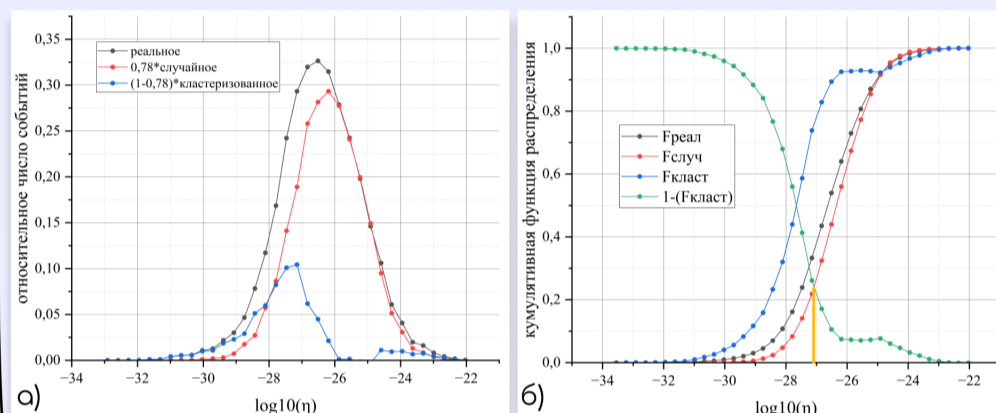 относительное число событий
0,35
0,30
0,25
0,20
0,15
0,10
0,05
0,00
реальное
0,78*случайное
(1-0,78)*кластеризованное
−34 −32 −30 −28 −26 −24 −22
log10(η)
а)
кумулятивная функция распределения
1,0
0,8
0,6
0,4
0,2
0,0
Fреал
Fслуч
Fкласт
1-(Fкласт)
−34 −32 −30 −28 −26 −24 −22
log10(η)
б)